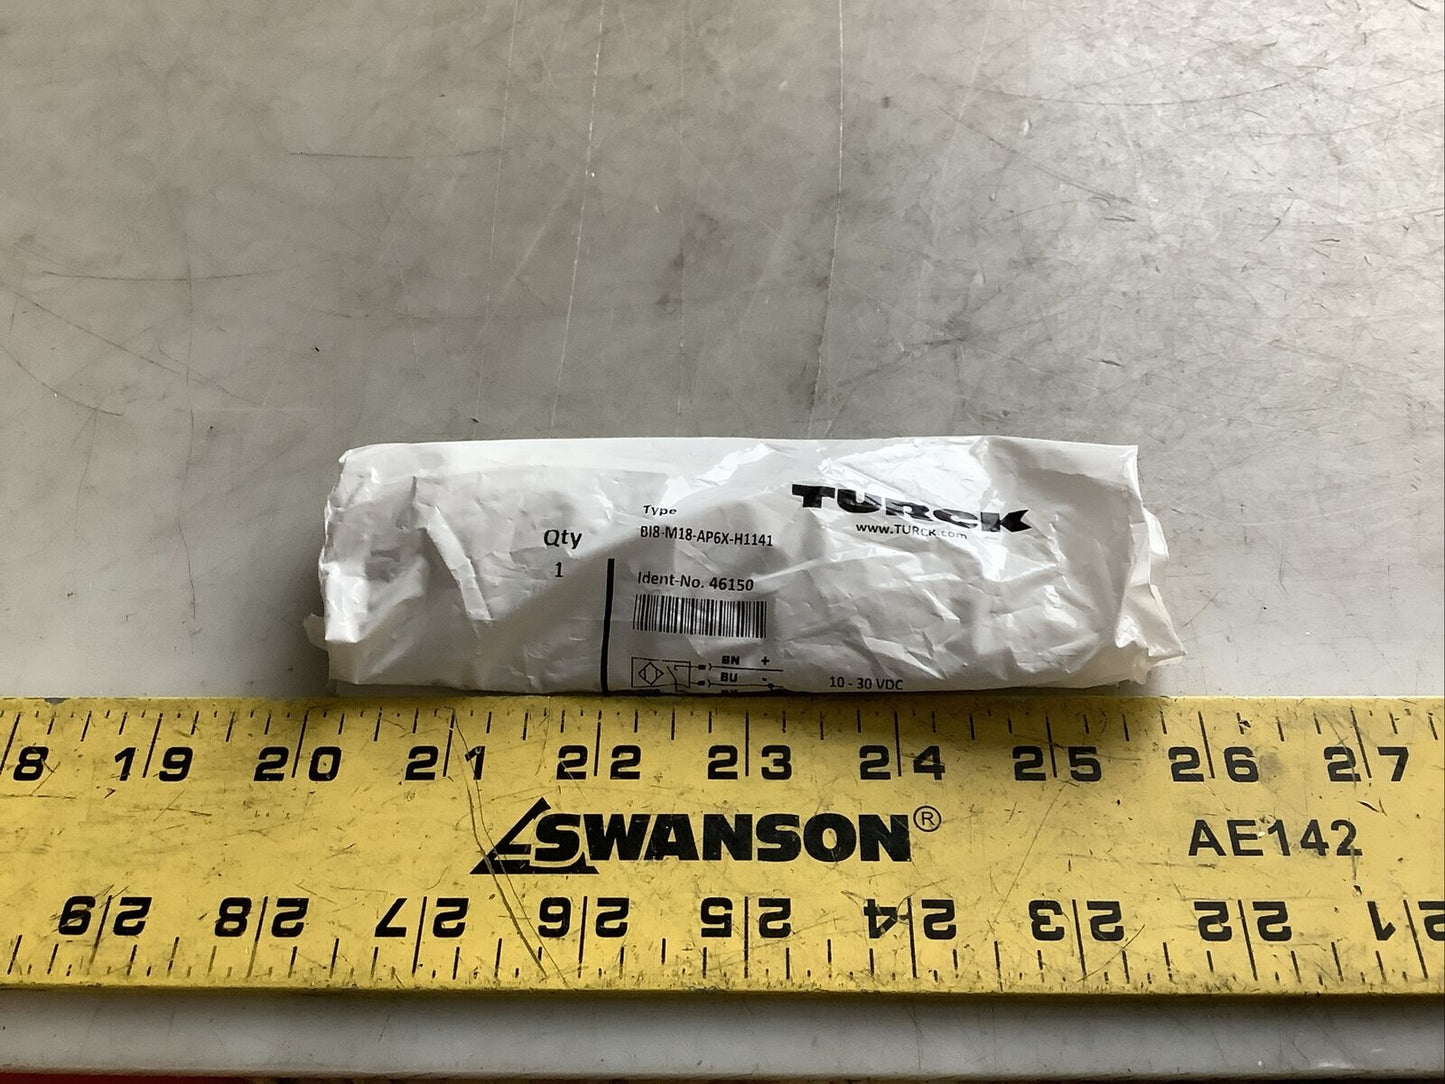 TURCK
www.TURCK.com
Type
BI8-M18-AP6X-H1141
Qty
1
Ident-No. 46150
BN +
BU -
10 - 30 VDC
8 19 20 21 22 23 24 25 26 27
SWANSON®
AE142
29 28 27 26 25 24 23 22 21